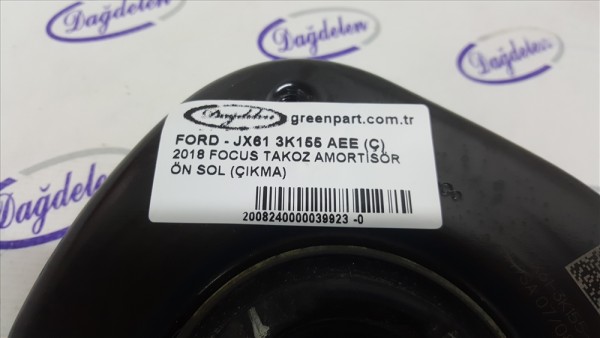 Dağdelen
Dağdelen
Dağdelen
Dağdelen
Dağdelen greenpart.com.tr
FORD - JX61 3K155 AEE (Ç)
2018 FOCUS TAKOZ AMORTİSÖR
ÖN SOL (ÇIKMA)
2008240000039923 -0